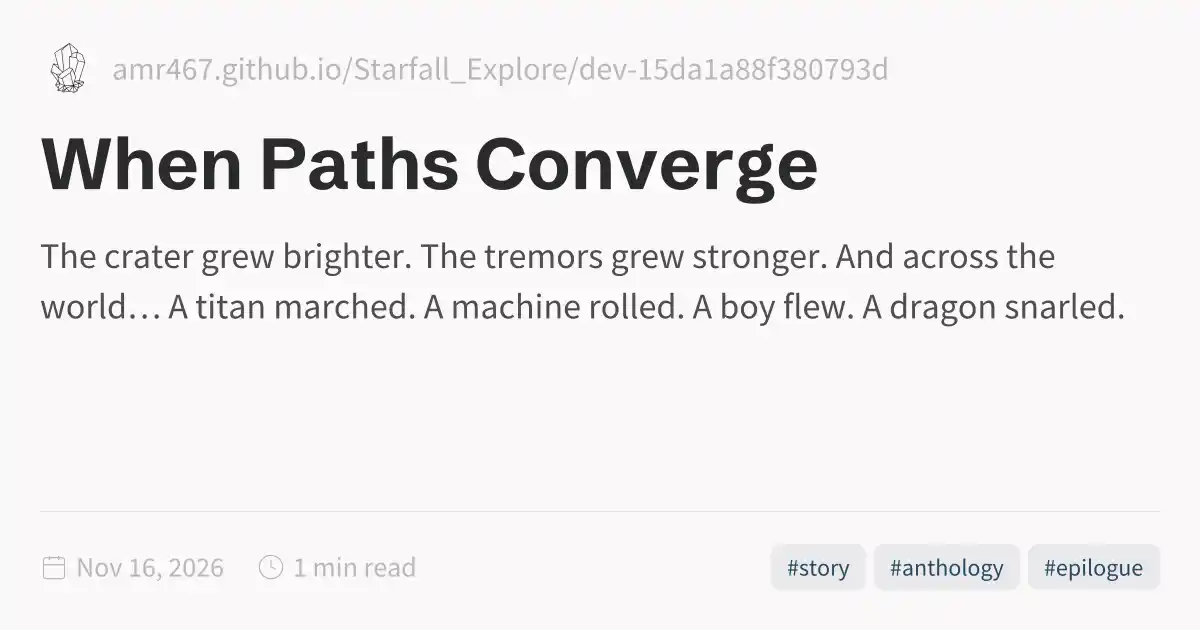 amr467.github.io/Starfall_Explore/dev-15da1a88f380793d
When Paths Converge
The crater grew brighter. The tremors grew stronger. And across the
world… A titan marched. A machine rolled. A boy flew. A dragon snarled.
Nov 16, 2026 1 min read #story #anthology #epilogue